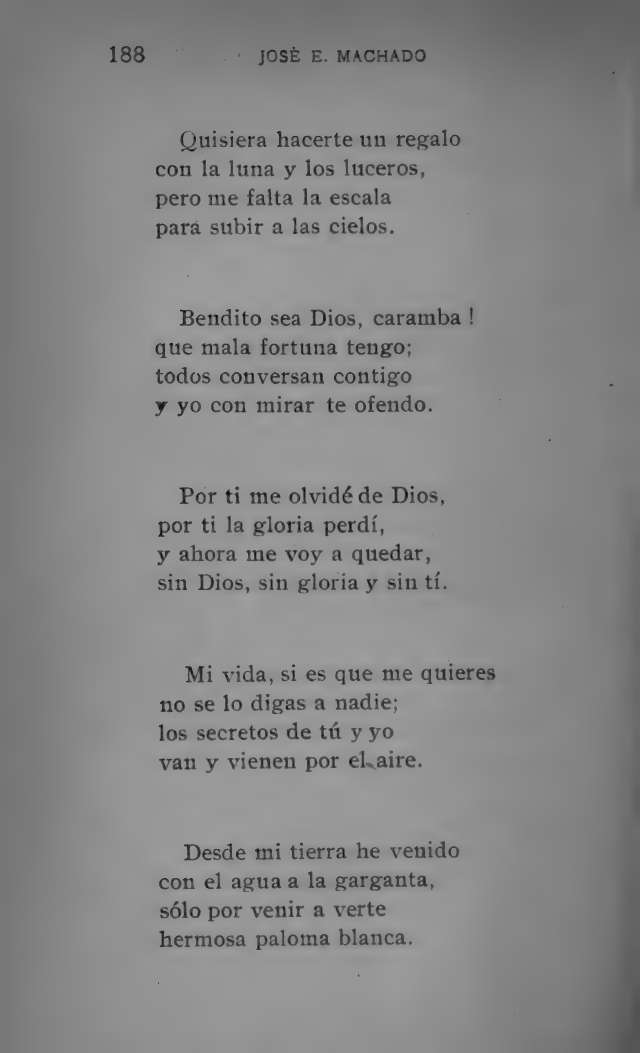 188 JOSÉ E. MACHADO
Quisiera hacerte un regalo
con la luna y los luceros,
pero me falta la escala
para subir a las cielos.
Bendito sea Dios, caramba !
que mala fortuna tengo;
todos conversan contigo
y yo con mirar te ofendo.
Por ti me olvidé de Dios,
por ti la gloria perdí,
y ahora me voy a quedar,
sin Dios, sin gloria y sin tí.
Mi vida, si es que me quieres
no se lo digas a nadie;
los secretos de tú y yo
van y vienen por el aire.
Desde mi tierra he venido
con el agua a la garganta,
sólo por venir a verte
hermosa paloma blanca.